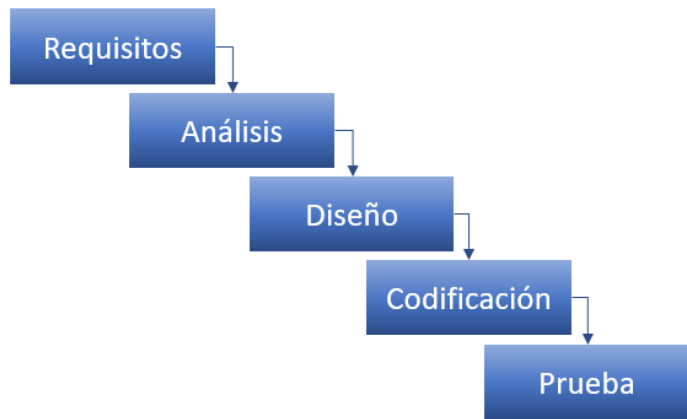 Requisitos
Análisis
Diseño
Codificación
Prueba